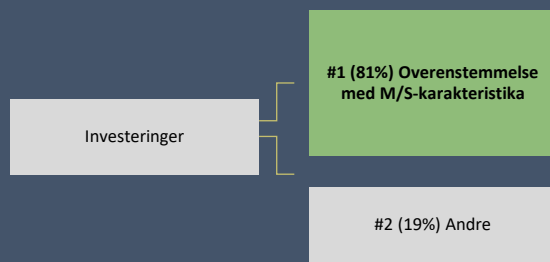 #1 (81%) Overenstemmelse
med M/S-karakteristika
Investeringer
#2 (19%) Andre